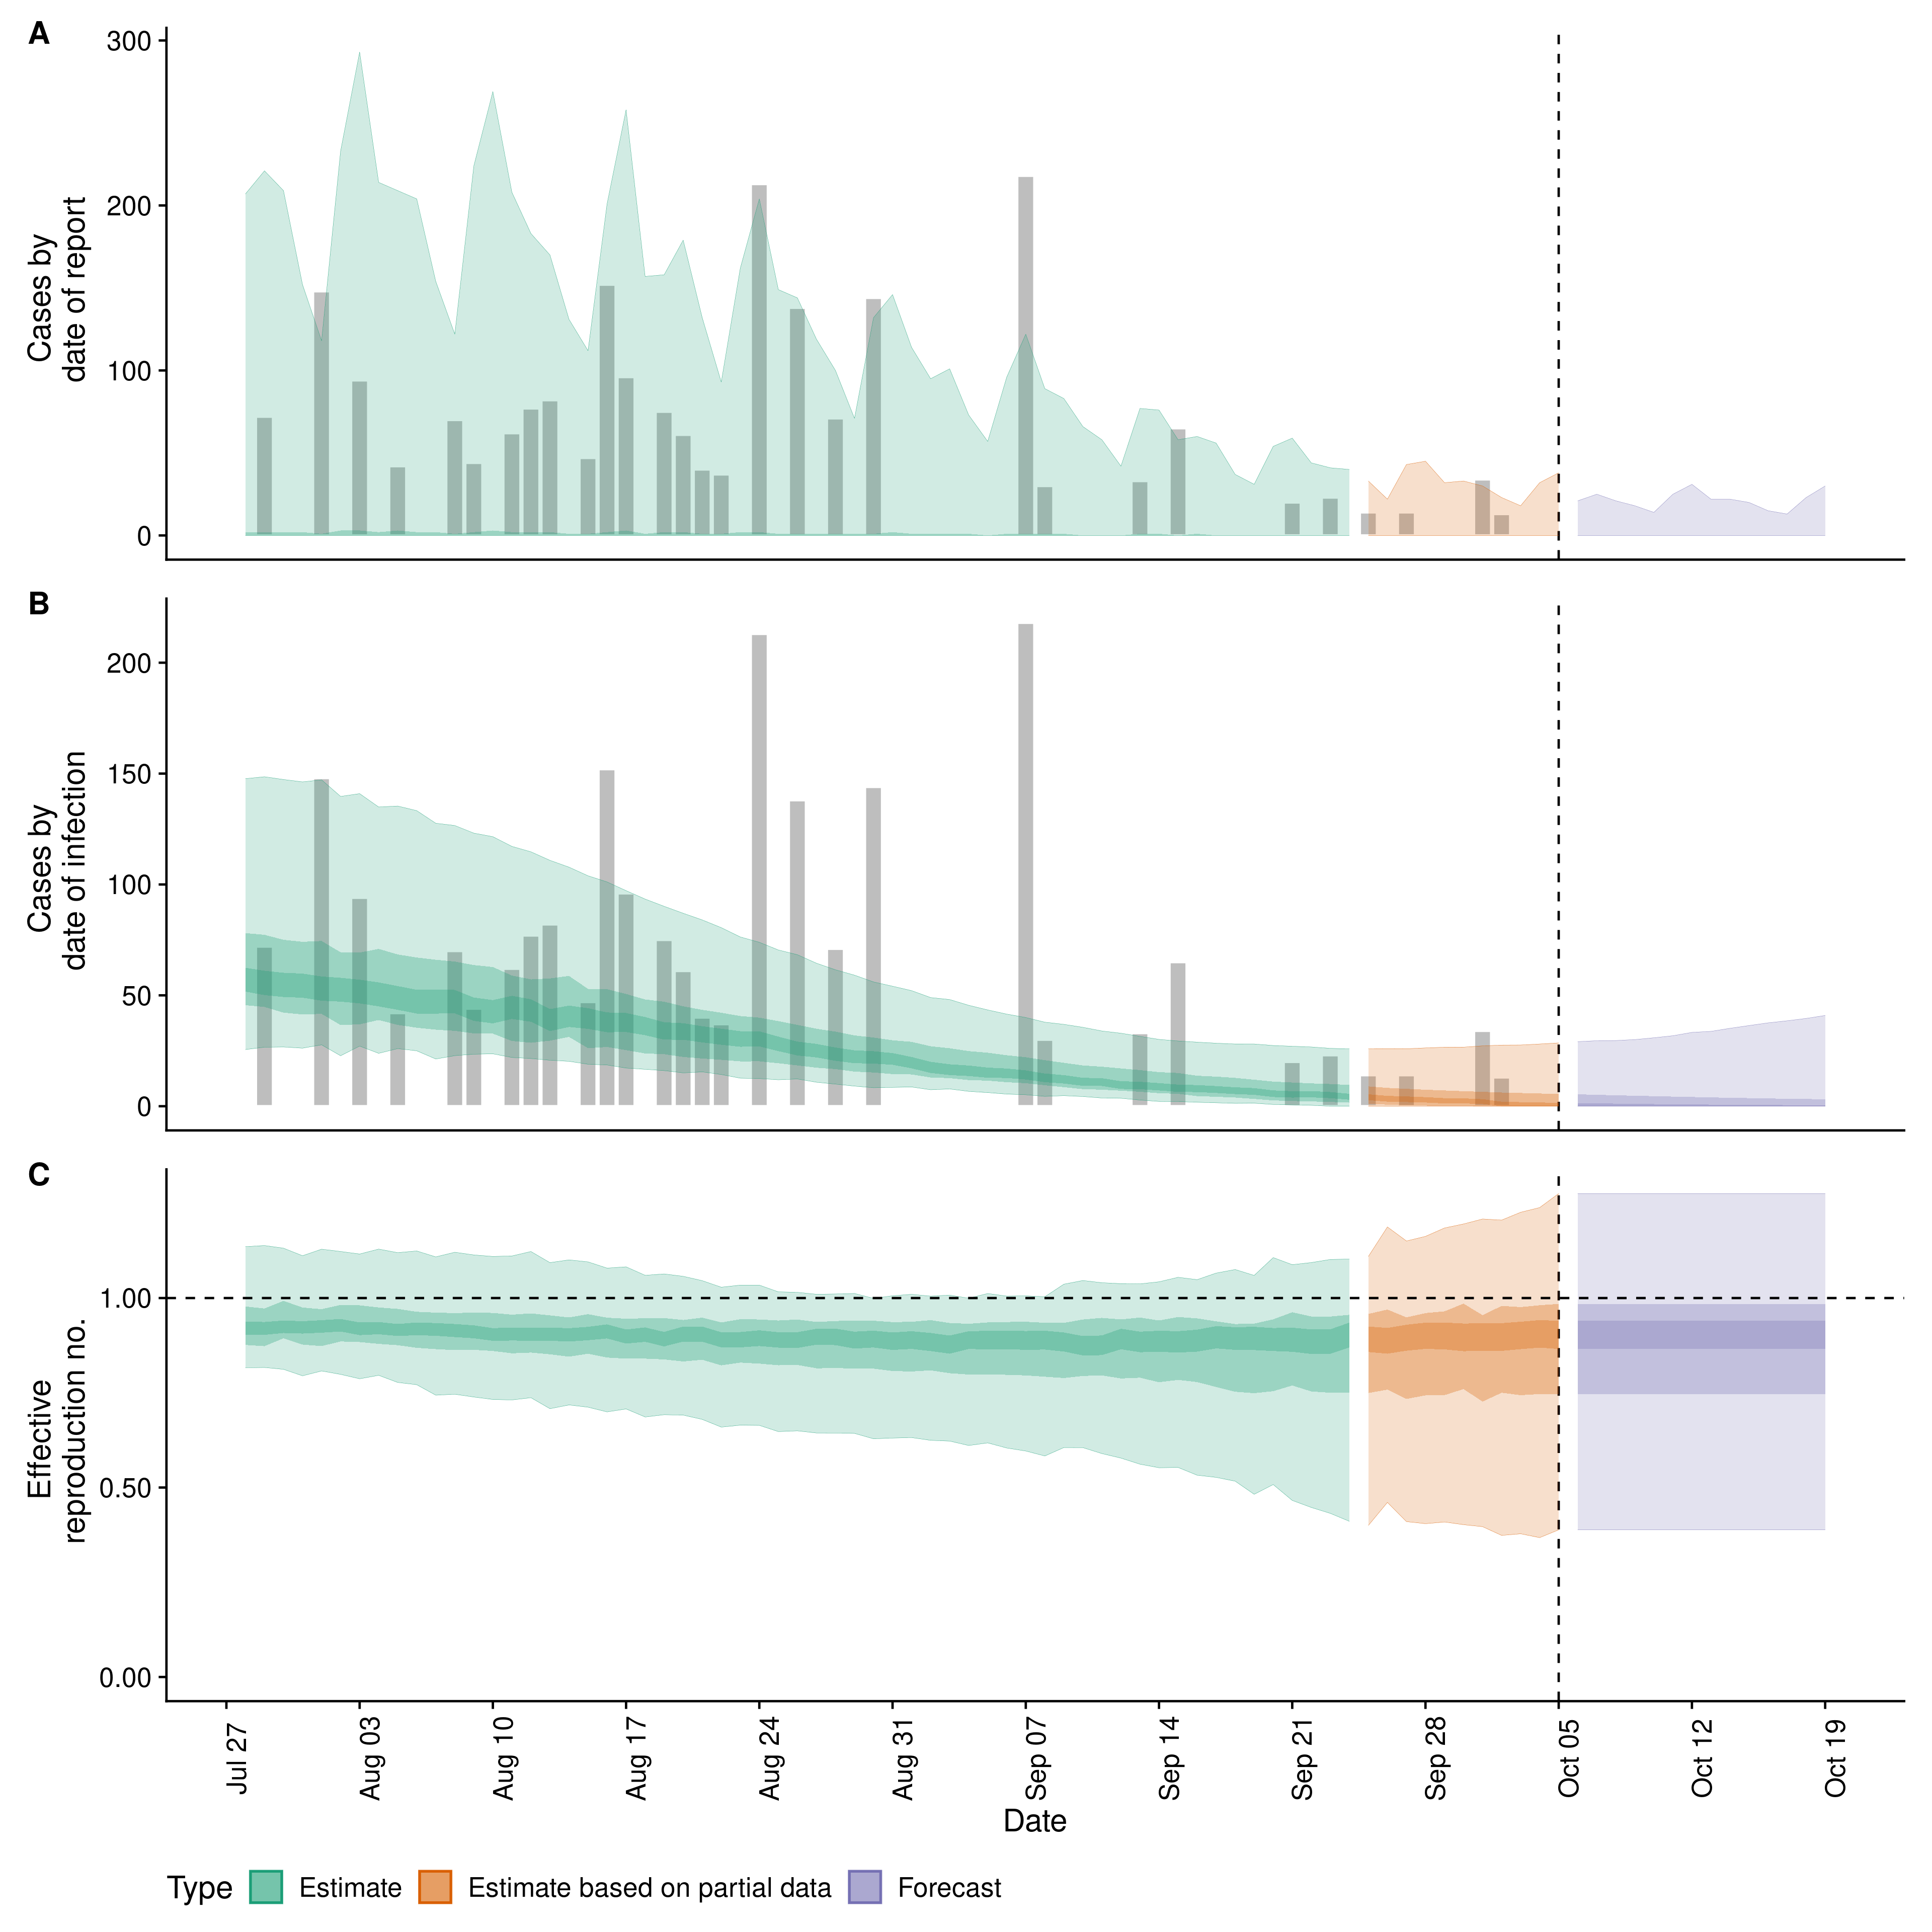 A
300
200
100
0
Cases by
date of report
B
200
150
100
50
0
Cases by
date of infection
C
1.00
0.50
0.00
Effective
reproduction no.
Jul 27
Aug 03
Aug 10
Aug 17
Aug 24
Aug 31
Sep 07
Sep 14
Sep 21
Sep 28
Oct 05
Oct 12
Oct 19
Date
Type Estimate Estimate based on partial data Forecast